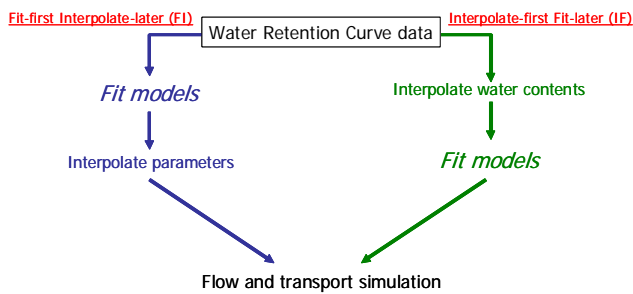 Fit-first Interpolate-later (FI)
Interpolate-first Fit-later (IF)
Water Retention Curve data
Fit models
Interpolate water contents
Interpolate parameters
Fit models
Flow and transport simulation